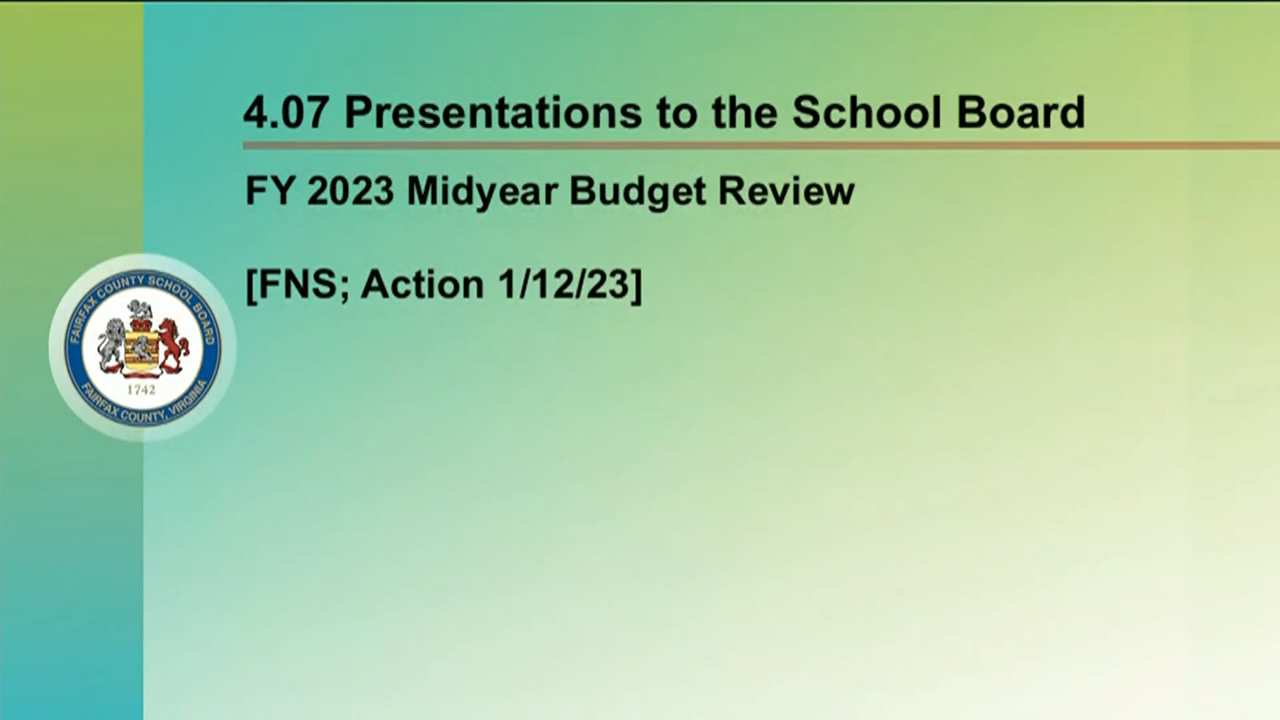 4.07 Presentations to the School Board
FY 2023 Midyear Budget Review
[FNS; Action 1/12/23]
FAIRFAX COUNTY SCHOOL BOARD
1742
FAIRFAX COUNTY, VIRGINIA